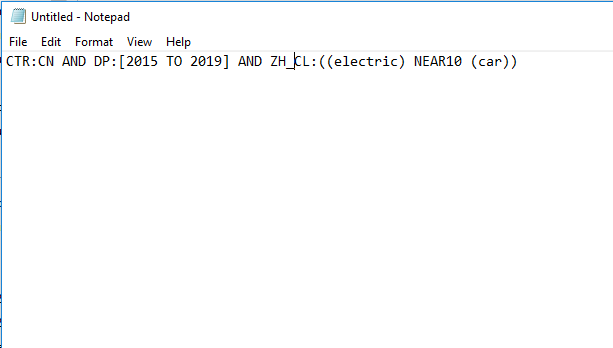 Untitled - Notepad
File Edit Format View Help
CTR:CN AND DP:[2015 TO 2019] AND ZH_CL:((electric) NEAR10 (car))